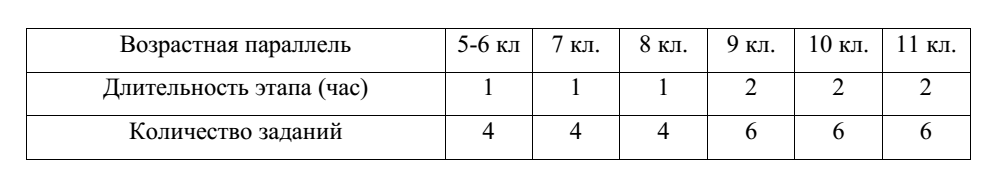 Возрастная параллель 5-6 кл 7 кл. 8 кл. 9 кл. 10 кл. 11 кл.
Длительность этапа (час) 1 1 1 2 2 2
Количество заданий 4 4 4 6 6 6